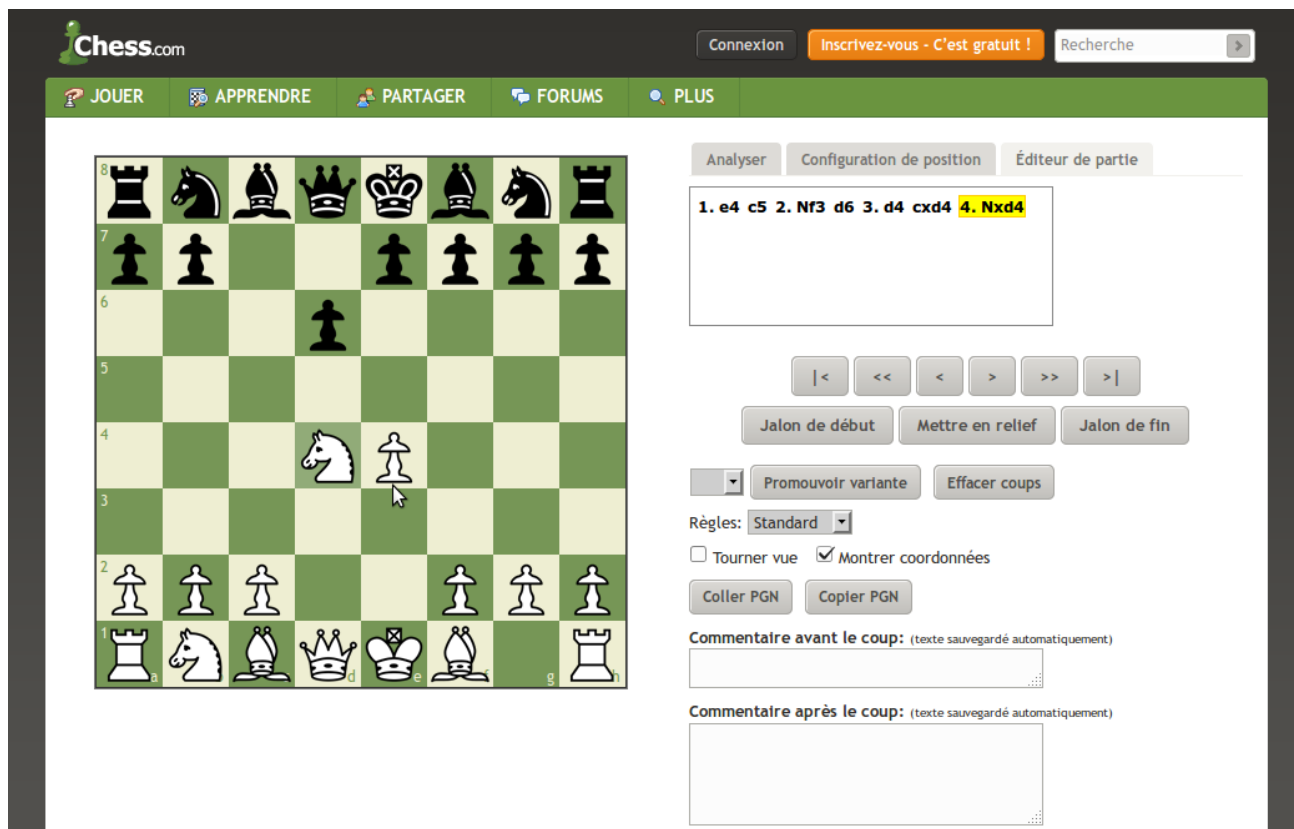 Chess.com
Connexion Inscrivez-vous - C'est gratuit ! Recherche >
JOUER APPRENDRE PARTAGER FORUMS PLUS
Analyser Configuration de position Éditeur de partie
1. e4 c5 2. Nf3 d6 3. d4 cxd4 4. Nxd4
8
7
6
5
4
3
2
1
a d e f g h
|< << < > >> >|
Jalon de début Mettre en relief Jalon de fin
Promouvoir variante Effacer coups
Règles: Standard
Tourner vue Montrer coordonnées
Coller PGN Copier PGN
Commentaire avant le coup: (texte sauvegardé automatiquement)
Commentaire après le coup: (texte sauvegardé automatiquement)